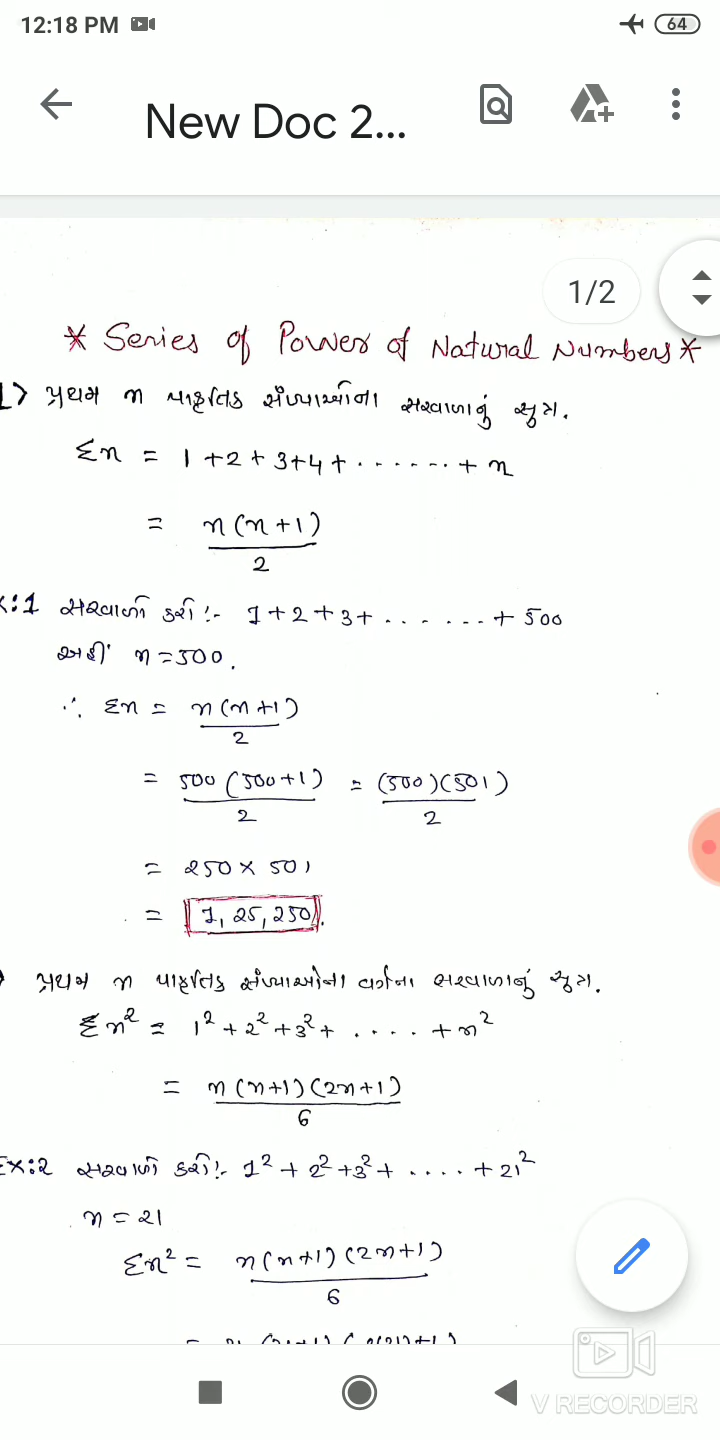 12:18 PM 64
New Doc 2...
1/2
* Series of Power of Natural Numbers *
1> પ્રથમ n પ્રાકૃતિક સંખ્યાઓના સરવાળાનું સુત્ર.
Σn = 1+2+3+4+.......+n
= n(n+1)/2
x:1 સરવાળો કરો:- 1+2+3+.......+500
અહીં n=500.
∴ Σn = n(n+1)/2
= 500(500+1)/2 = (500)(501)/2
= 250×501
= 1,25,250.
પ્રથમ n પ્રાકૃતિક સંખ્યાઓના વર્ગના સરવાળાનું સુત્ર.
Σn² = 1²+2²+3²+.....+n²
= n(n+1)(2n+1)/6
Ex:2 સરવાળો કરો:- 1²+2²+3²+.....+21²
n=21
Σn² = n(n+1)(2n+1)/6
V RECORDER